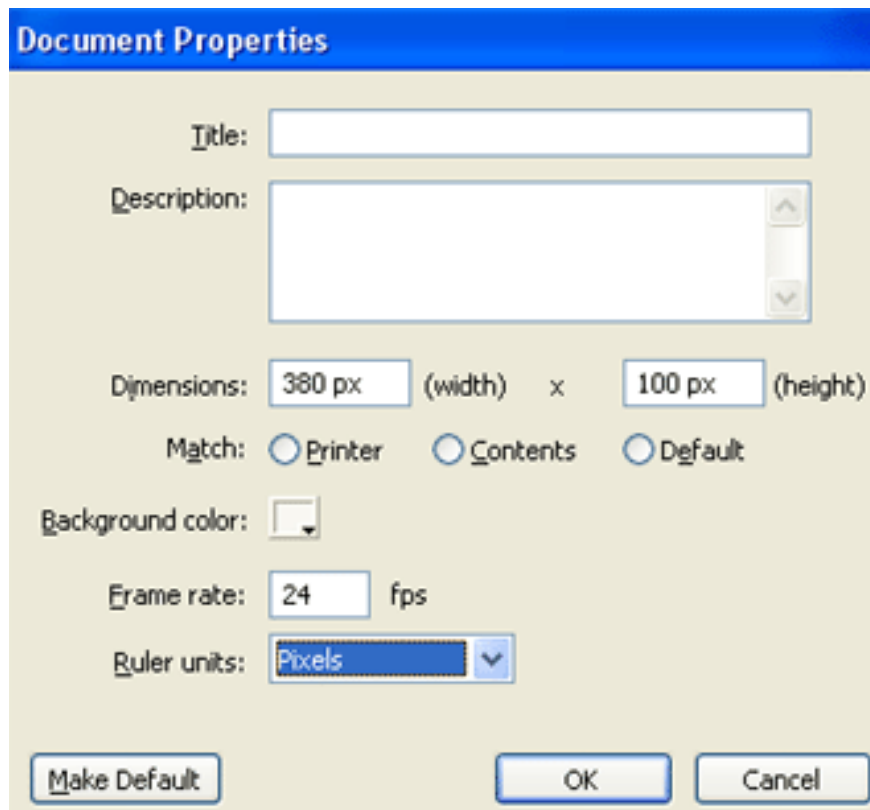 Document Properties
Title:
Description:
Dimensions: 380 px (width) x 100 px (height)
Match: Printer Contents Default
Background color:
Frame rate: 24 fps
Ruler units: Pixels
Make Default OK Cancel